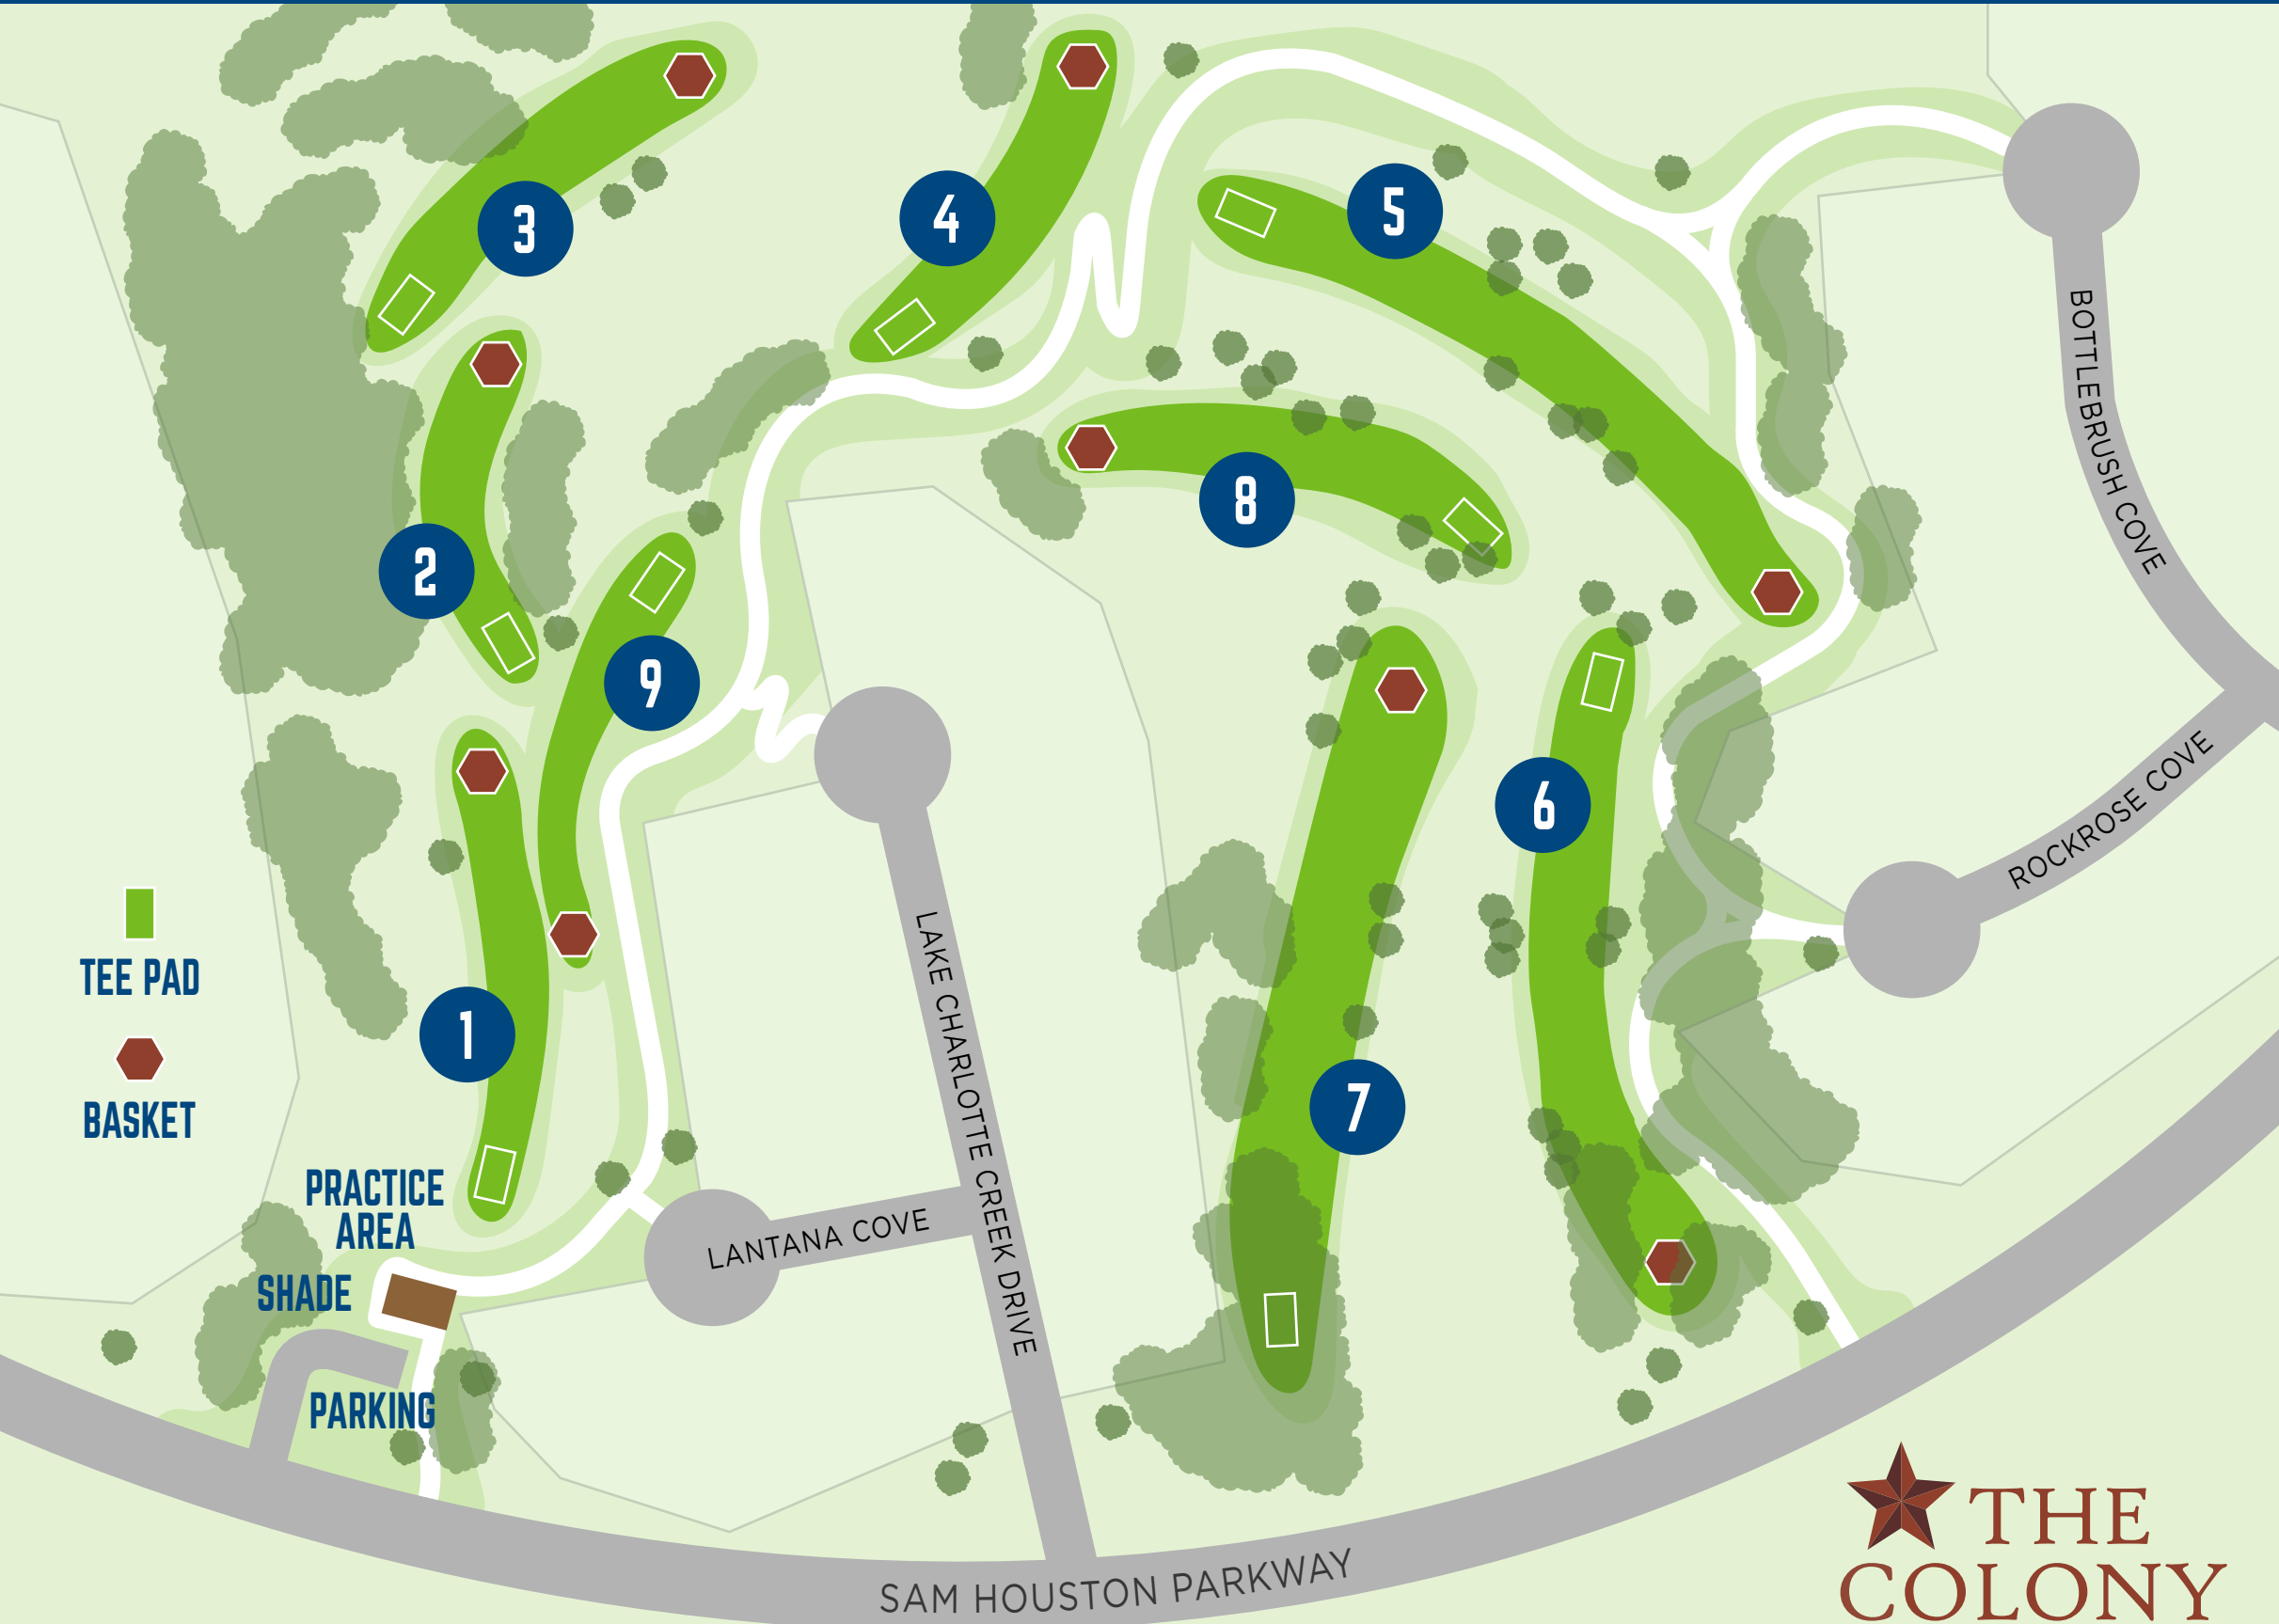 3
4
5
2
8
9
6
1
7
TEE PAD
BASKET
PRACTICE
AREA
SHADE
PARKING
BOTTLEBRUSH COVE
ROCKROSE COVE
LAKE CHARLOTTE CREEK DRIVE
LANTANA COVE
SAM HOUSTON PARKWAY
THE
COLONY